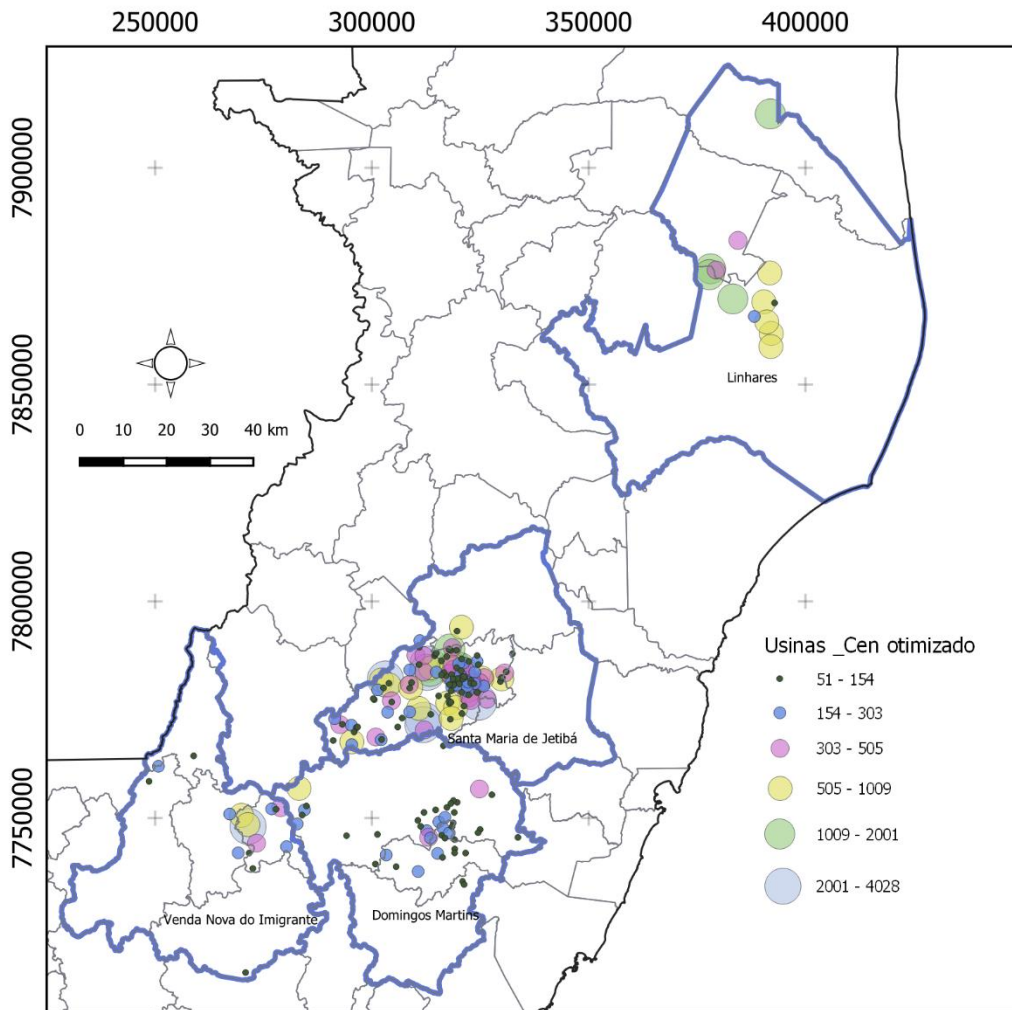 250000 300000 350000 400000
7900000
7850000
7800000
7750000
0 10 20 30 40 km
Linhares
Santa Maria de Jetibá
Venda Nova do Imigrante
Domingos Martins
Usinas _Cen otimizado
51 - 154
154 - 303
303 - 505
505 - 1009
1009 - 2001
2001 - 4028